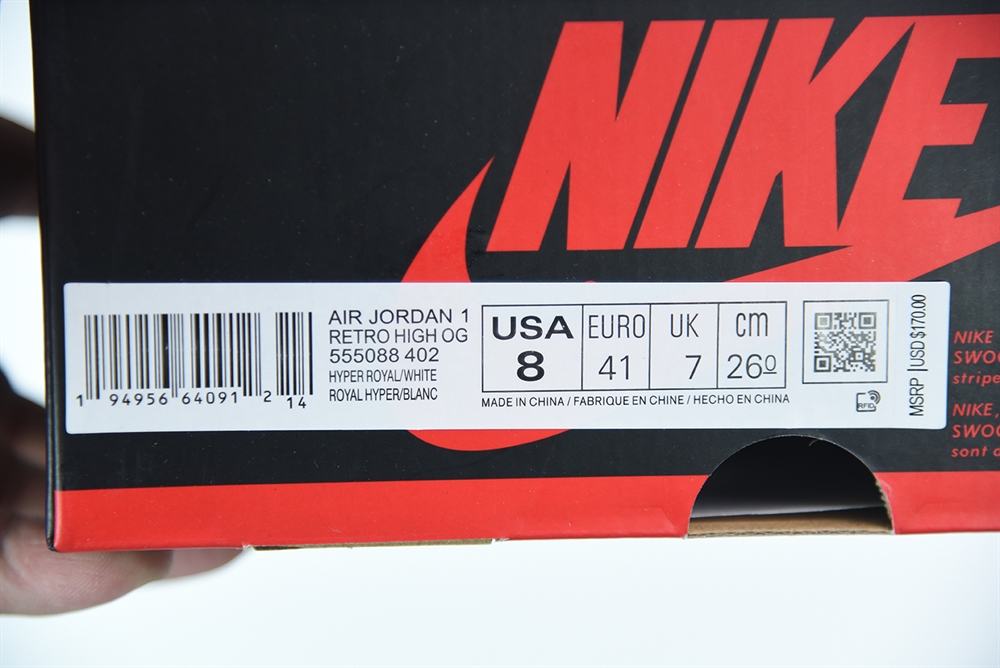 NIKE
1 94956 64091 2 14
AIR JORDAN 1
RETRO HIGH OG
555088 402
HYPER ROYAL/WHITE
ROYAL HYPER/BLANC
USA EURO UK cm
8 41 7 26.0
MADE IN CHINA / FABRIQUE EN CHINE / HECHO EN CHINA
RFID
MSRP | USD $170.00
NIKE
SWOO
stripe
NIKE,
SWOO
sont d